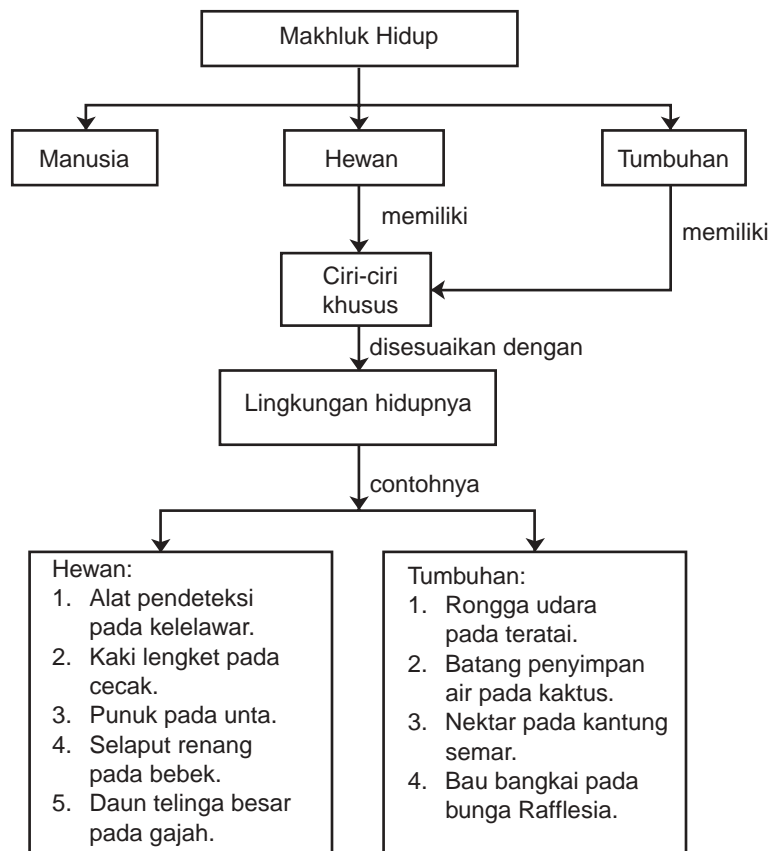 Makhluk Hidup
Manusia
Hewan
Tumbuhan
memiliki
memiliki
Ciri-ciri
khusus
disesuaikan dengan
Lingkungan hidupnya
contohnya
Hewan:
1. Alat pendeteksi
pada kelelawar.
2. Kaki lengket pada
cecak.
3. Punuk pada unta.
4. Selaput renang
pada bebek.
5. Daun telinga besar
pada gajah.
Tumbuhan:
1. Rongga udara
pada teratai.
2. Batang penyimpan
air pada kaktus.
3. Nektar pada kantung
semar.
4. Bau bangkai pada
bunga Rafflesia.